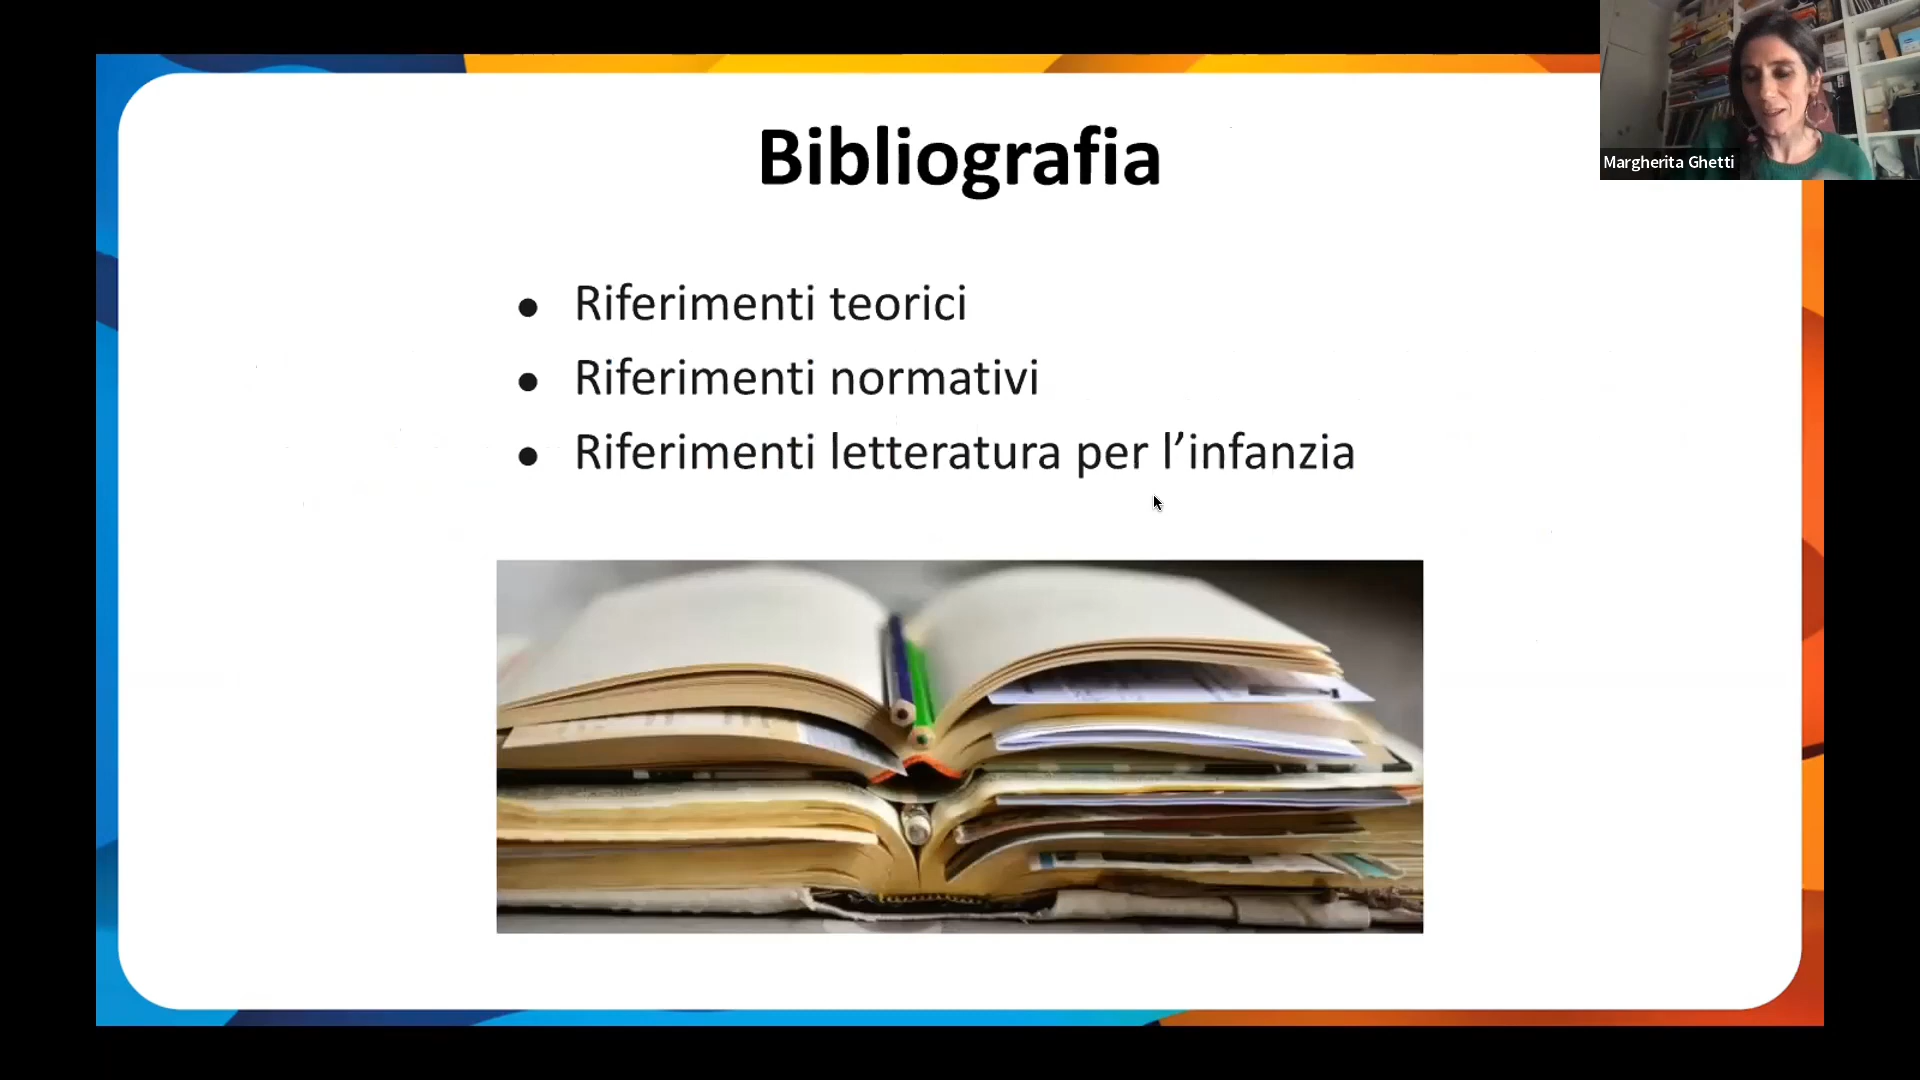 Bibliografia
Margherita Ghetti
● Riferimenti teorici
● Riferimenti normativi
● Riferimenti letteratura per l’infanzia